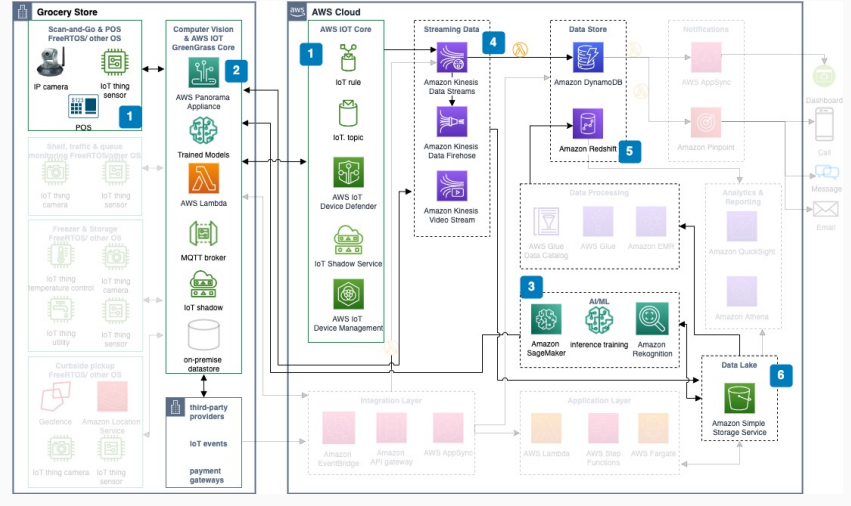 Grocery Store
Scan-and-Go & POS
FreeRTOS/ other OS
IP camera
IoT thing
sensor
$123
POS
1
Shelf, traffic & queue
monitoring FreeRTOS/other OS
IoT thing
camera
IoT thing
sensor
Freezer & Storage
FreeRTOS/ other OS
IoT thing
temperature control
IoT thing
camera
IoT thing
utility
IoT thing
sensor
Curbside pickup
FreeRTOS/ other OS
Geofence
Amazon Location
Service
IoT thing camera
IoT thing
sensor
Computer Vision
& AWS IOT
GreenGrass Core
2
AWS Panorama
Appliance
Trained Models
AWS Lambda
MQTT broker
IoT shadow
on-premise
datastore
third-party
providers
IoT events
payment
gateways
aws
AWS Cloud
AWS IOT Core
1
IoT rule
IoT. topic
AWS IoT
Device Defender
IoT Shadow Service
AWS IoT
Device Management
Streaming Data
4
Amazon Kinesis
Data Streams
Amazon Kinesis
Data Firehose
Amazon Kinesis
Video Stream
Data Store
Amazon DynamoDB
Amazon Redshift
5
Notifications
AWS AppSync
Amazon Pinpoint
Dashboard
Call
Message
Email
Data Processing
AWS Glue
Data Catalog
AWS Glue
Amazon EMR
Analytics &
Reporting
Amazon QuickSight
Amazon Athena
3
AI/ML
Amazon
SageMaker
inference training
Amazon
Rekognition
Data Lake
6
Amazon Simple
Storage Service
Integration Layer
Amazon
EventBridge
Amazon
API gateway
AWS AppSync
Application Layer
AWS Lambda
AWS Step
Functions
AWS Fargate